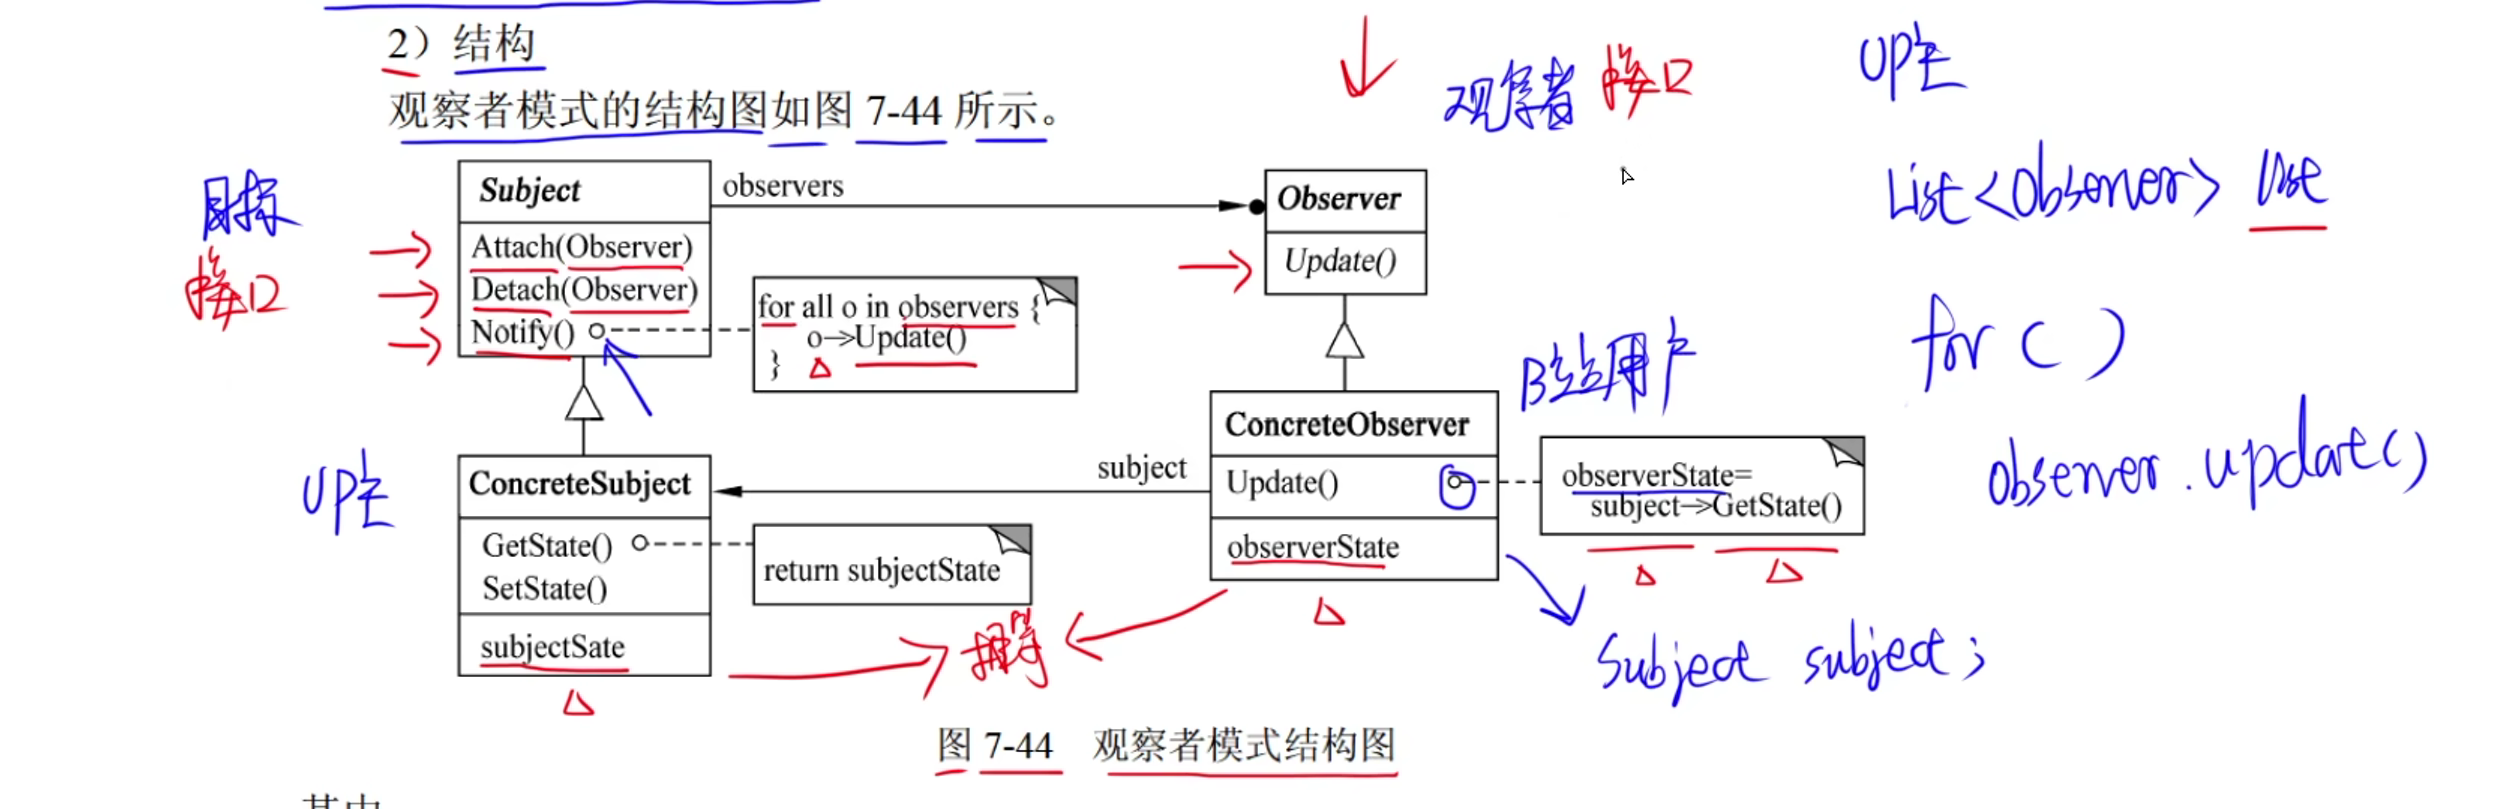 2）结构
观察者模式的结构图如图 7-44 所示。
观察者 接口
UP主
目标
接口
Subject
Attach(Observer)
Detach(Observer)
Notify()
observers
for all o in observers {
o->Update()
}
Observer
Update()
List<Observer> list
for ( )
observer.update()
B站用户
UP主
ConcreteSubject
GetState()
SetState()
subjectSate
return subjectState
subject
ConcreteObserver
Update()
observerState
observerState=
subject->GetState()
Subject subject;
图 7-44 观察者模式结构图
其中